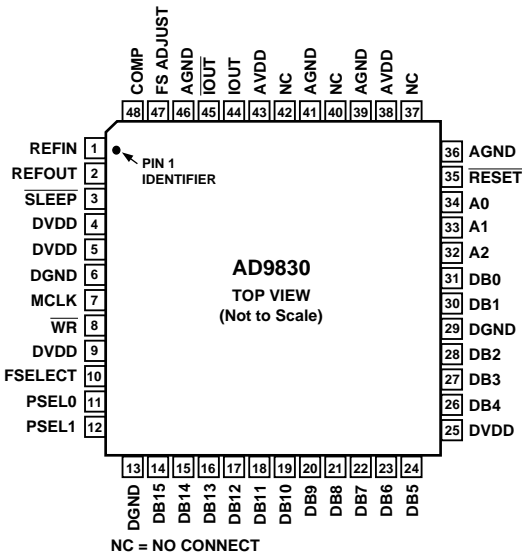 COMP
FS ADJUST
AGND
IOUT
IOUT
AVDD
NC
AGND
NC
AGND
AVDD
NC
48 47 46 45 44 43 42 41 40 39 38 37
REFIN 1
REFOUT 2
SLEEP 3
DVDD 4
DVDD 5
DGND 6
MCLK 7
WR 8
DVDD 9
FSELECT 10
PSEL0 11
PSEL1 12
PIN 1
IDENTIFIER
AD9830
TOP VIEW
(Not to Scale)
36 AGND
35 RESET
34 A0
33 A1
32 A2
31 DB0
30 DB1
29 DGND
28 DB2
27 DB3
26 DB4
25 DVDD
13 14 15 16 17 18 19 20 21 22 23 24
DGND
DB15
DB14
DB13
DB12
DB11
DB10
DB9
DB8
DB7
DB6
DB5
NC = NO CONNECT